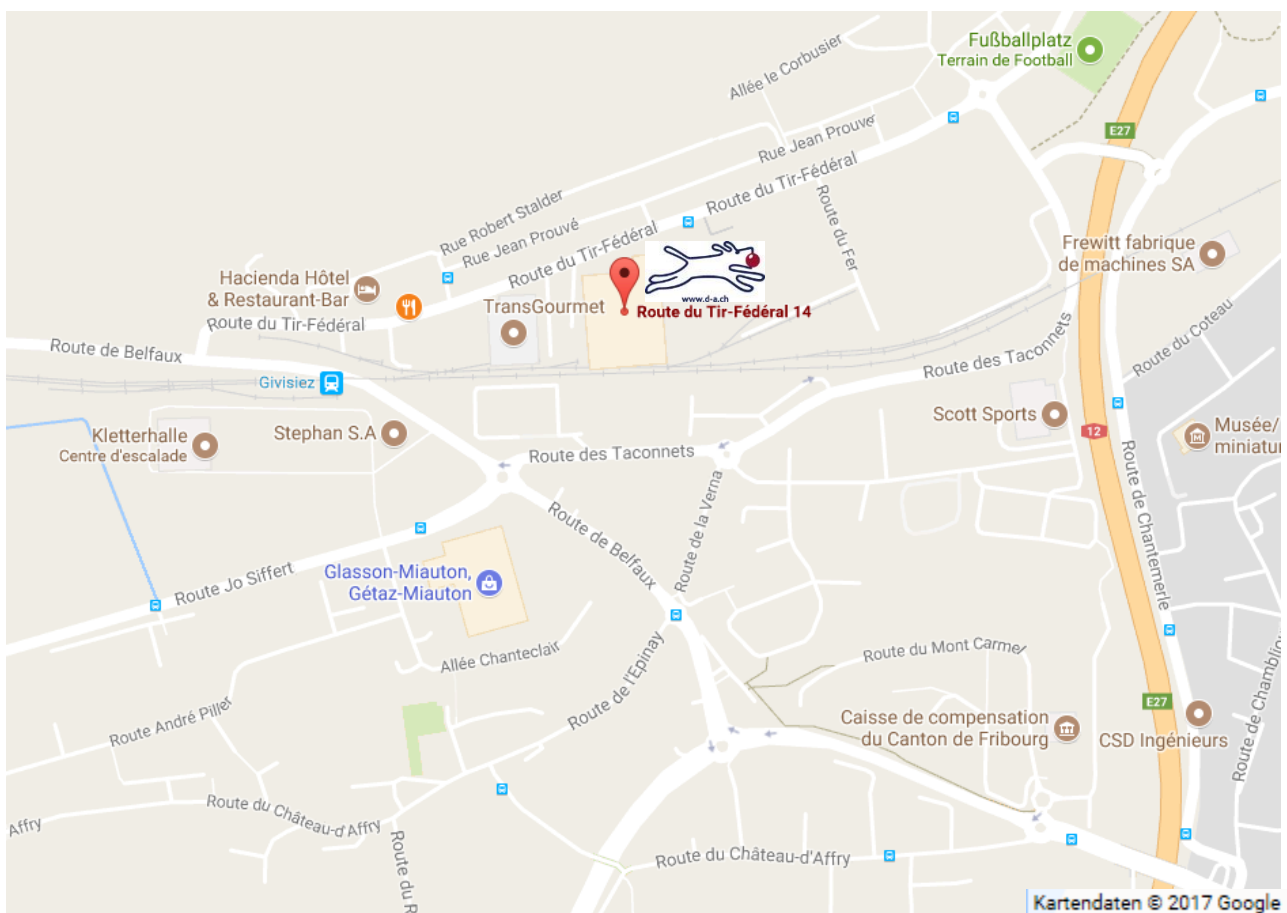 Fußballplatz
Terrain de Football
Allée le Corbusier
E27
Rue Jean Prouvé
Route du Tir-Fédéral
Rue Robert Stalder
Route du Fer
Rue Jean Prouvé
Route du Tir-Fédéral
Frewitt fabrique
de machines SA
Hacienda Hôtel
& Restaurant-Bar
www.d-a.ch
TransGourmet
Route du Tir-Fédéral 14
Route du Tir-Fédéral
Route de Belfaux
Route du Coteau
Route des Taconnets
Givisiez
Scott Sports
Kletterhalle
Centre d'escalade
Stephan S.A
12
Musée/
miniatur
Route des Taconnets
Route de la Verna
Route de Chantemerle
Route de Belfaux
Route Jo Siffert
Glasson-Miauton,
Gétaz-Miauton
Allée Chanteclair
Route de l'Epinay
Route du Mont Carmel
Route André Piller
E27
Caisse de compensation
du Canton de Fribourg
CSD Ingénieurs
Route de Chamblio
Affry
Route du Château-d'Affry
Route du R
Route du Château-d'Affry
Kartendaten © 2017 Google